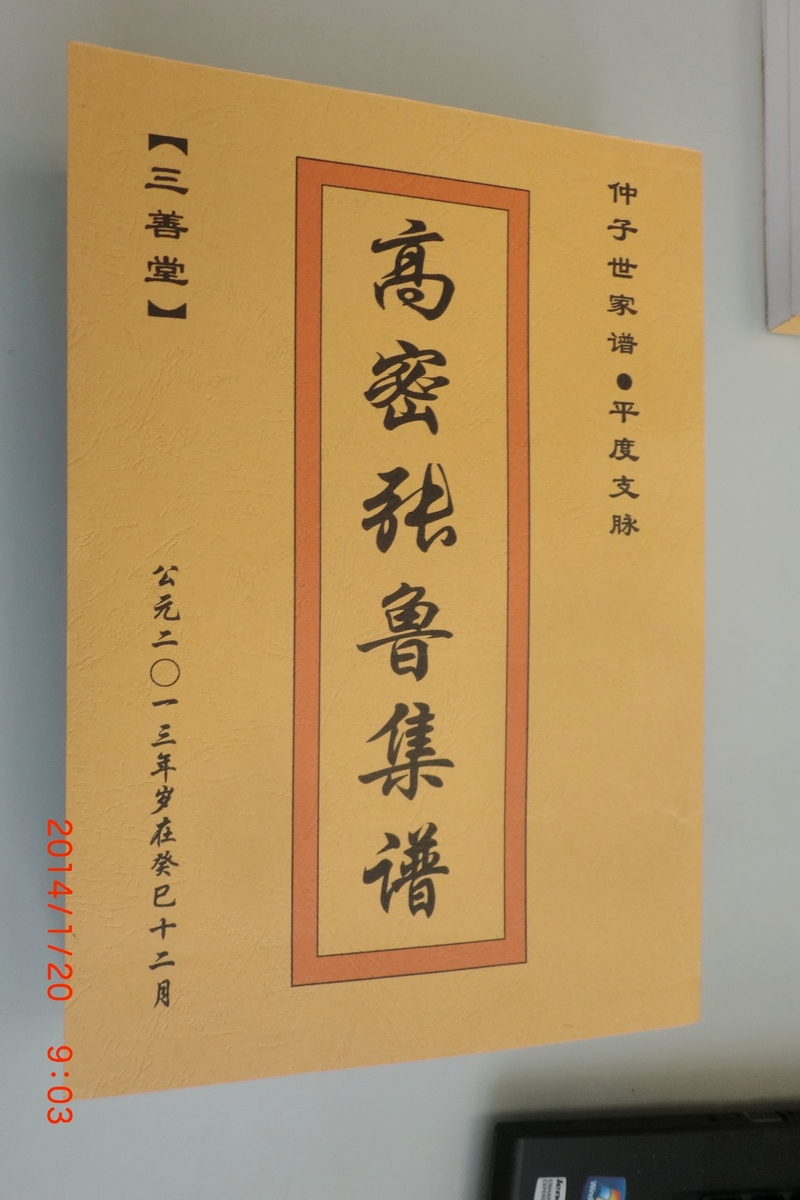 仲子世家谱●平度支脉
高密张鲁集谱
【三善堂】
公元二〇一三年岁在癸巳十二月
2014/1/20 9:03